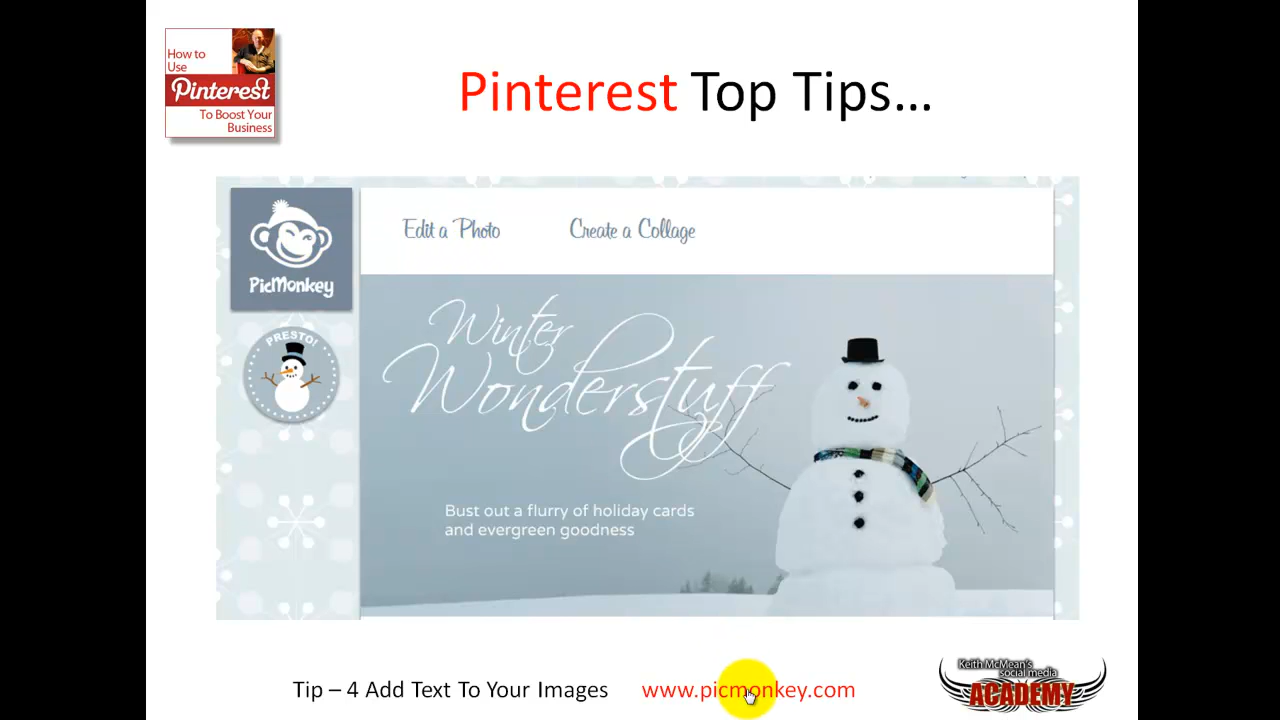 How to
Use
Pinterest
To Boost Your
Business
Pinterest Top Tips...
PicMonkey
Edit a Photo
Create a Collage
PRESTO!
Winter
Wonderstuff
Bust out a flurry of holiday cards
and evergreen goodness
Tip – 4 Add Text To Your Images www.picmonkey.com
Keith McMean's
social media
ACADEMY